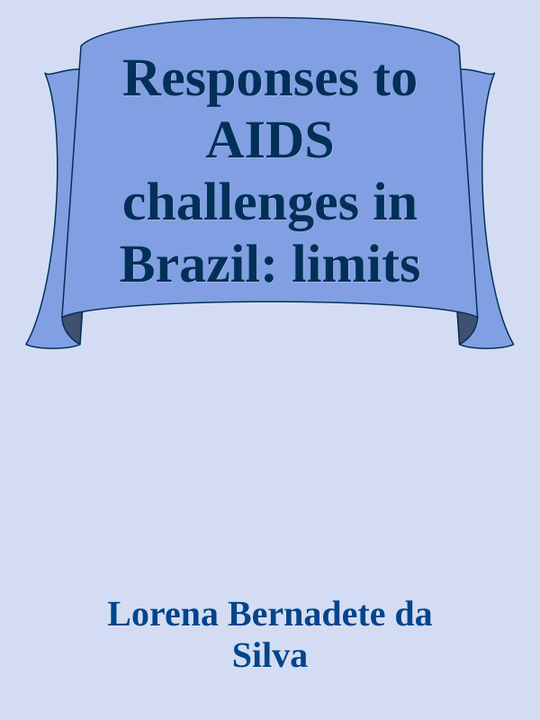 Responses to
AIDS
challenges in
Brazil: limits
Lorena Bernadete da
Silva